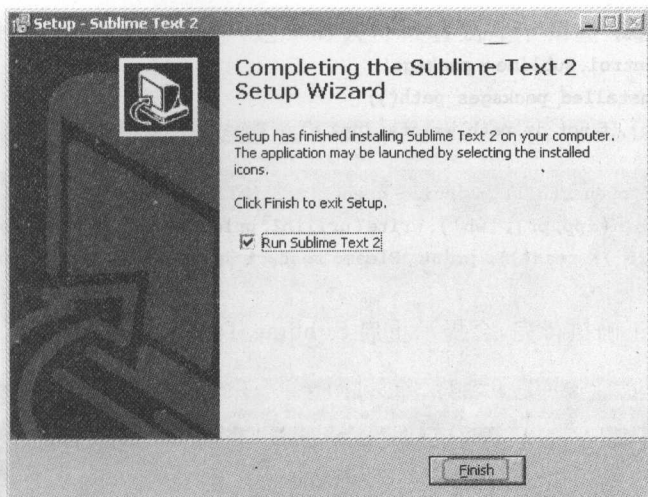 Setup - Sublime Text 2
Completing the Sublime Text 2
Setup Wizard
Setup has finished installing Sublime Text 2 on your computer.
The application may be launched by selecting the installed
icons.
Click Finish to exit Setup.
Run Sublime Text 2
Finish